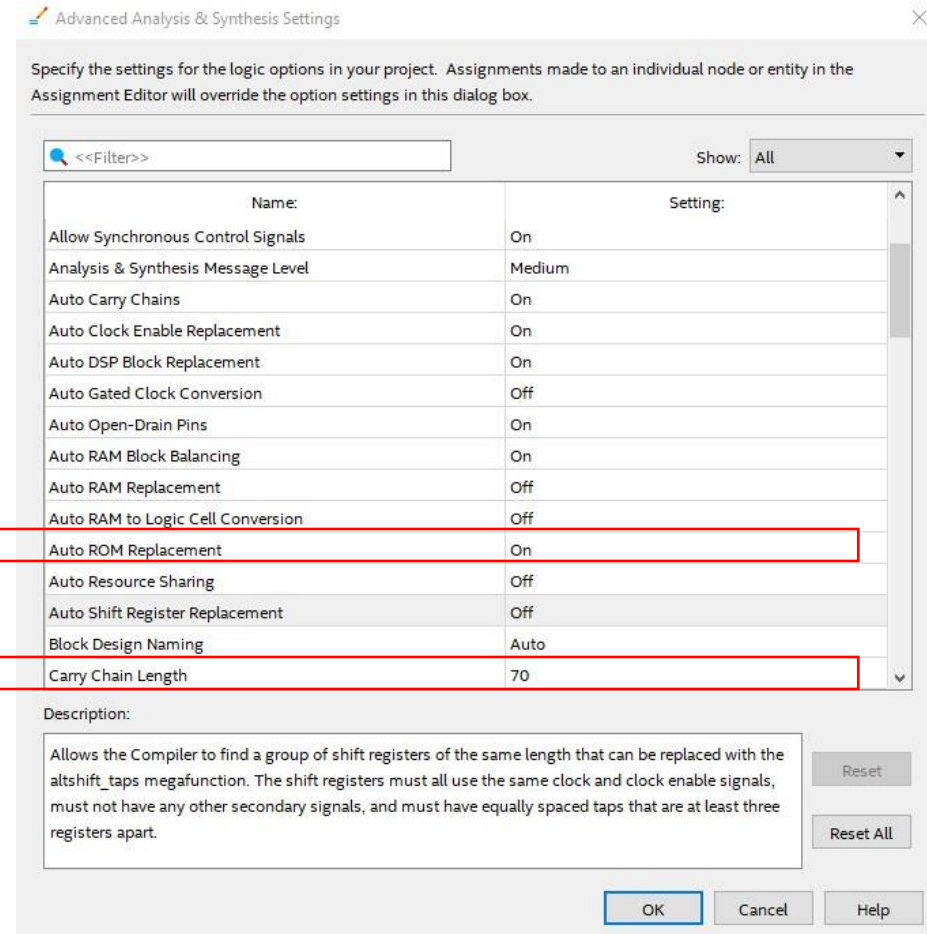 Advanced Analysis & Synthesis Settings
Specify the settings for the logic options in your project. Assignments made to an individual node or entity in the
Assignment Editor will override the option settings in this dialog box.
<<Filter>>
Show: All
Name: Setting:
Allow Synchronous Control Signals On
Analysis & Synthesis Message Level Medium
Auto Carry Chains On
Auto Clock Enable Replacement On
Auto DSP Block Replacement On
Auto Gated Clock Conversion Off
Auto Open-Drain Pins On
Auto RAM Block Balancing On
Auto RAM Replacement Off
Auto RAM to Logic Cell Conversion Off
Auto ROM Replacement On
Auto Resource Sharing Off
Auto Shift Register Replacement Off
Block Design Naming Auto
Carry Chain Length 70
Description:
Allows the Compiler to find a group of shift registers of the same length that can be replaced with the
altshift_taps megafunction. The shift registers must all use the same clock and clock enable signals,
must not have any other secondary signals, and must have equally spaced taps that are at least three
registers apart.
Reset
Reset All
OK Cancel Help